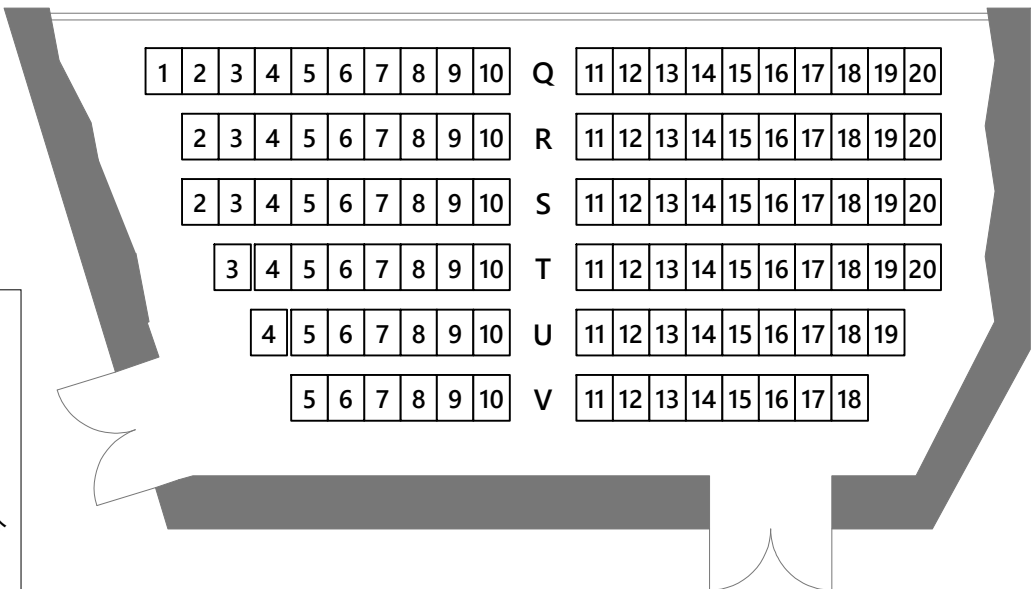 1 2 3 4 5 6 7 8 9 10 Q 11 12 13 14 15 16 17 18 19 20
2 3 4 5 6 7 8 9 10 R 11 12 13 14 15 16 17 18 19 20
2 3 4 5 6 7 8 9 10 S 11 12 13 14 15 16 17 18 19 20
3 4 5 6 7 8 9 10 T 11 12 13 14 15 16 17 18 19 20
4 5 6 7 8 9 10 U 11 12 13 14 15 16 17 18 19
5 6 7 8 9 10 V 11 12 13 14 15 16 17 18